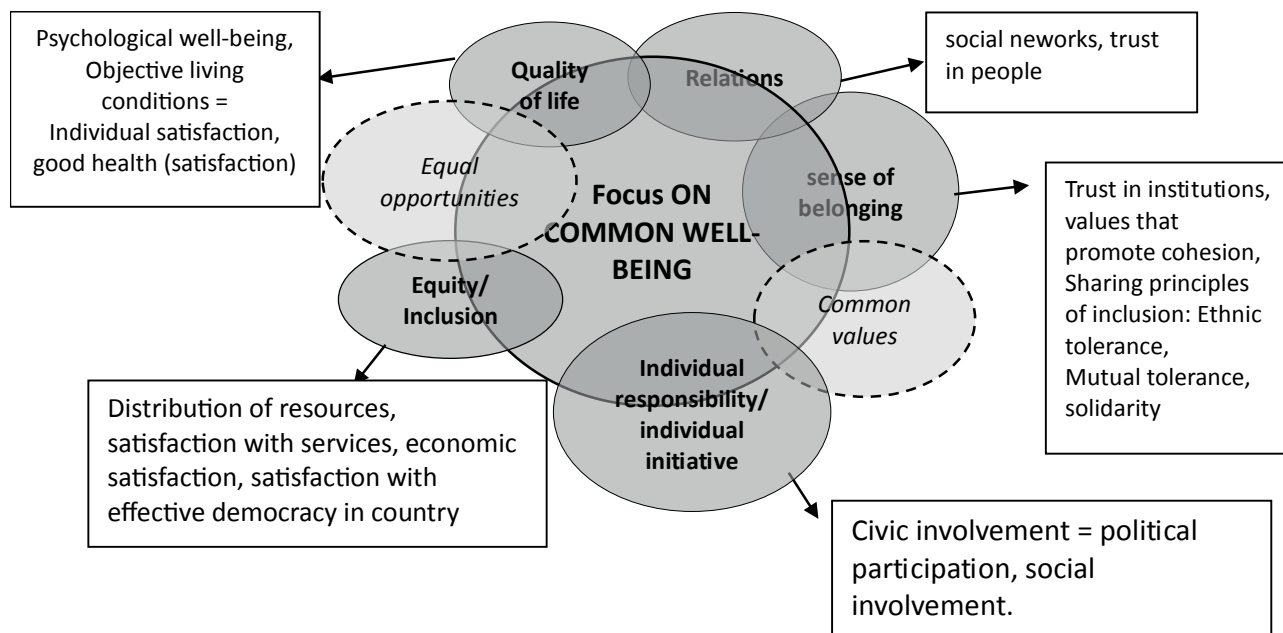 Psychological well-being,
Objective living
conditions =
Individual satisfaction,
good health (satisfaction)
Quality
of life
Relations
social neworks, trust
in people
Equal
opportunities
Focus ON
COMMON WELL-
BEING
sense of
belonging
Trust in institutions,
values that
promote cohesion,
Sharing principles
of inclusion: Ethnic
tolerance,
Mutual tolerance,
solidarity
Equity/
Inclusion
Common
values
Individual
responsibility/
individual
initiative
Distribution of resources,
satisfaction with services, economic
satisfaction, satisfaction with
effective democracy in country
Civic involvement = political
participation, social
involvement.